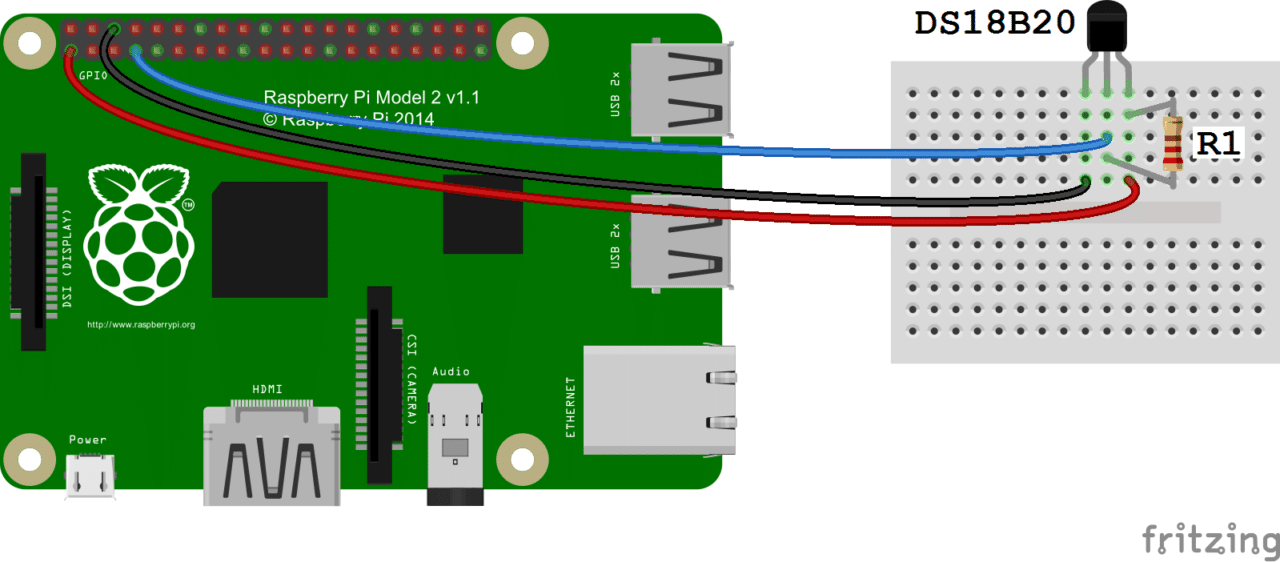 DS18B20
GPIO
Raspberry Pi Model 2 v1.1
© Raspberry Pi 2014
USB 2x
R1
TM
DSI (DISPLAY)
USB 2x
http://www.raspberrypi.org
CSI (CAMERA)
Audio
ETHERNET
HDMI
Power
fritzing